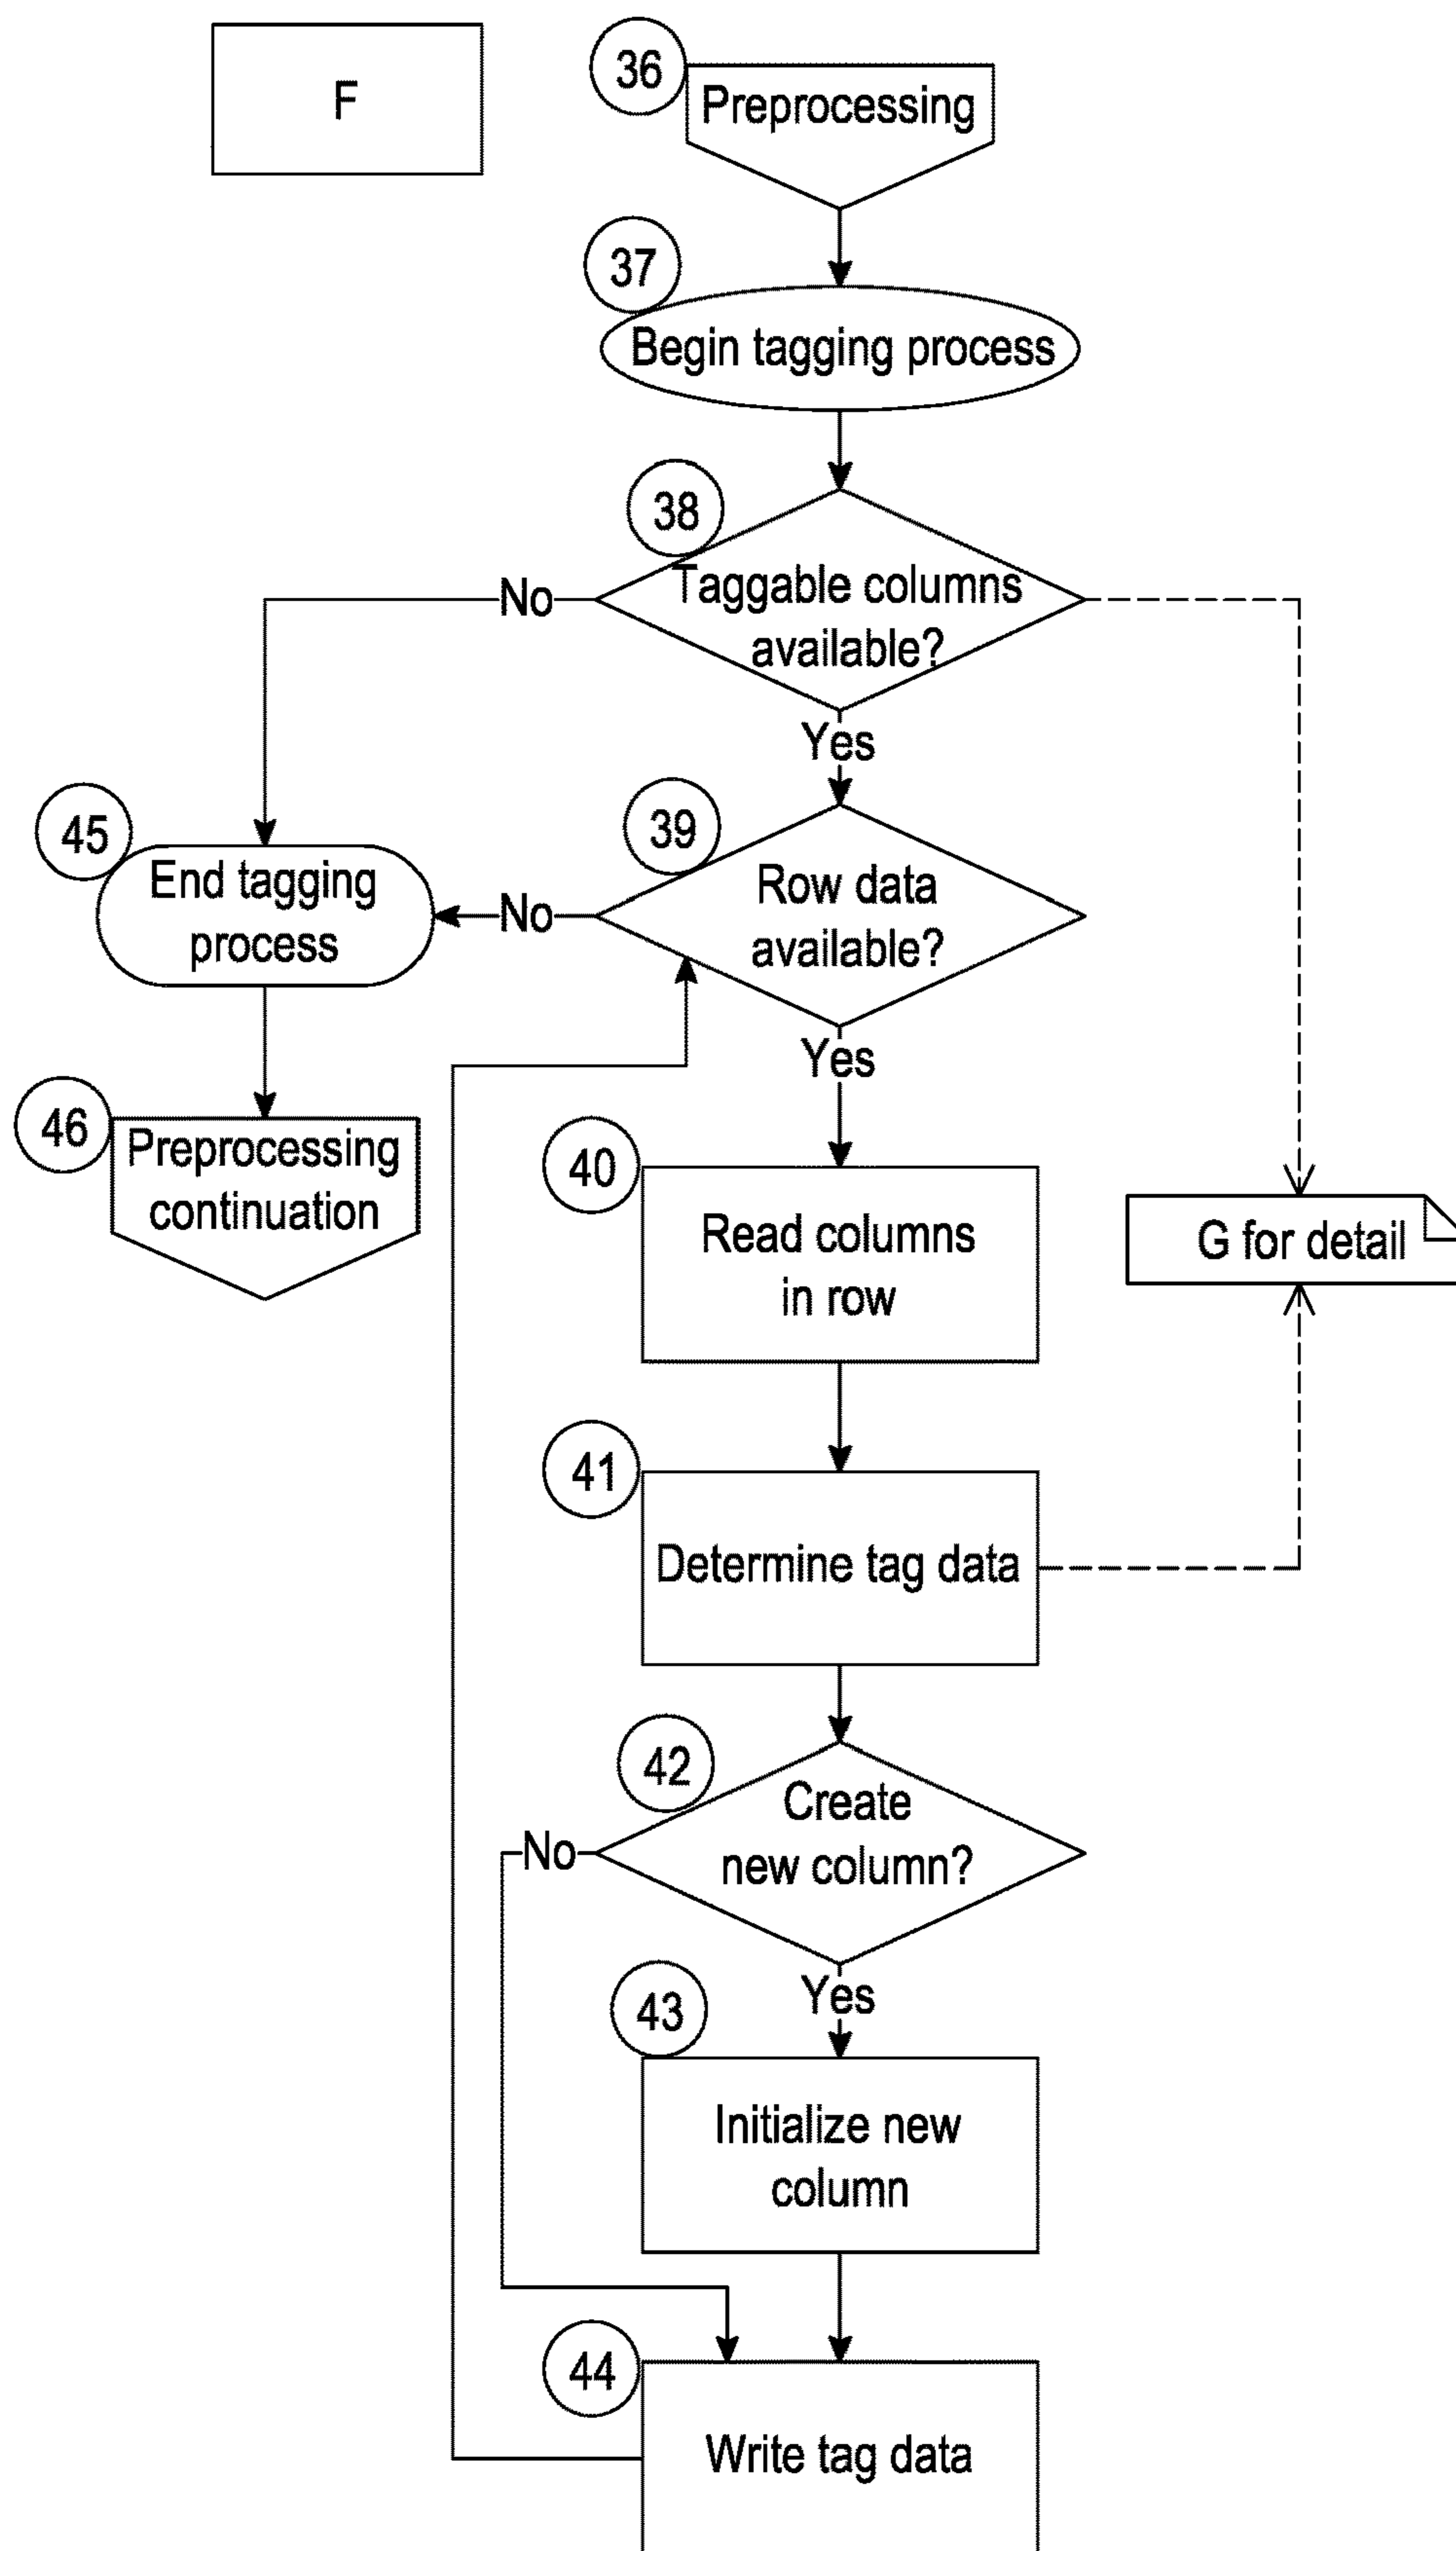 F
36
Preprocessing
37
Begin tagging process
38
Taggable columns
available?
No
Yes
45
End tagging
process
39
Row data
available?
No
Yes
46
Preprocessing
continuation
40
Read columns
in row
G for detail
41
Determine tag data
42
Create
new column?
No
Yes
43
Initialize new
column
44
Write tag data